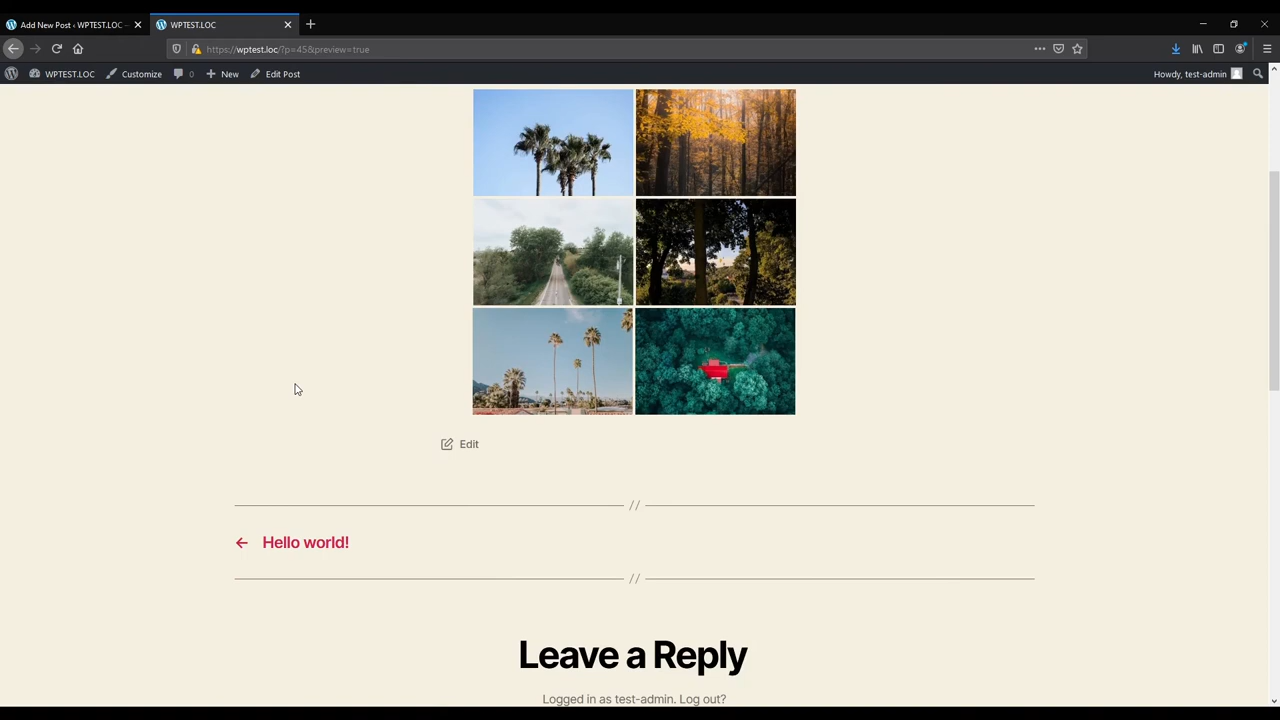 Add New Post ‹ WPTEST.LOC —
WPTEST.LOC
https://wptest.loc/?p=45&preview=true
WPTEST.LOC
Customize
0
New
Edit Post
Howdy, test-admin
Edit
//
← Hello world!
//
Leave a Reply
Logged in as test-admin. Log out?